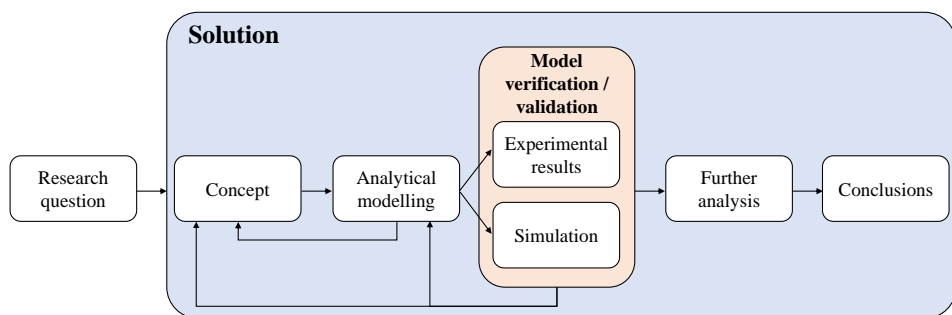 Solution
Model
verification /
validation
Research
question
Concept
Analytical
modelling
Experimental
results
Simulation
Further
analysis
Conclusions